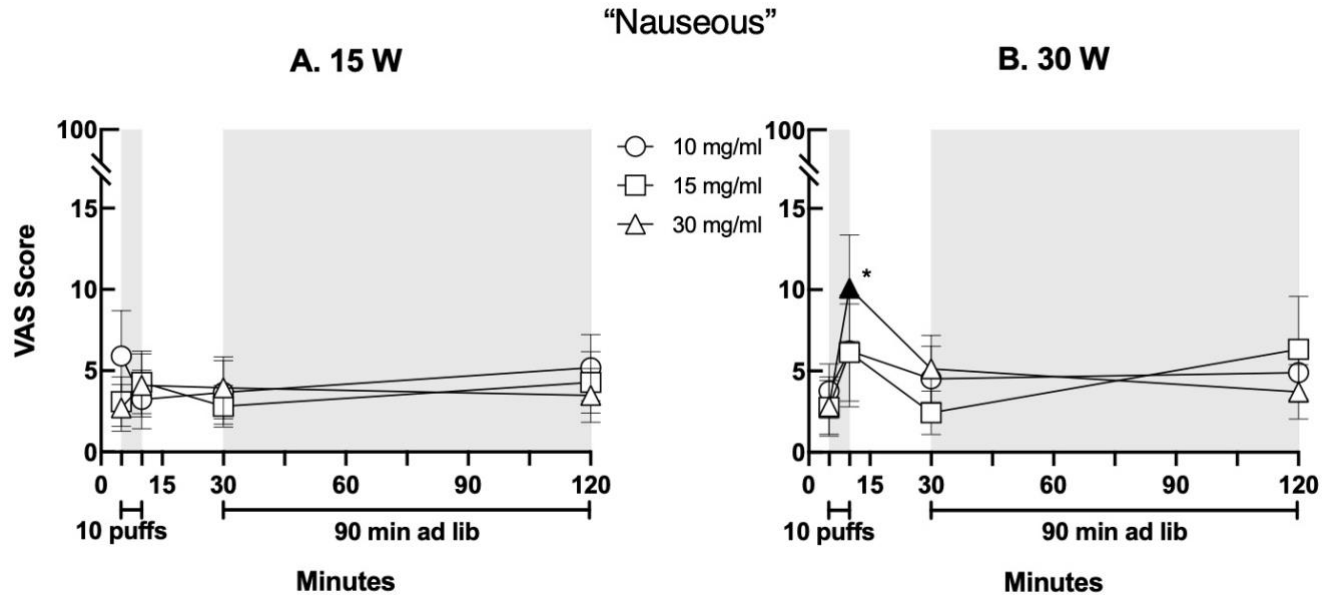 “Nauseous”
A. 15 W
B. 30 W
VAS Score
100
15
10
5
0
0 15 30 60 90 120
10 puffs
90 min ad lib
Minutes
10 mg/ml
15 mg/ml
30 mg/ml
100
15
10
5
0
*
0 15 30 60 90 120
10 puffs
90 min ad lib
Minutes